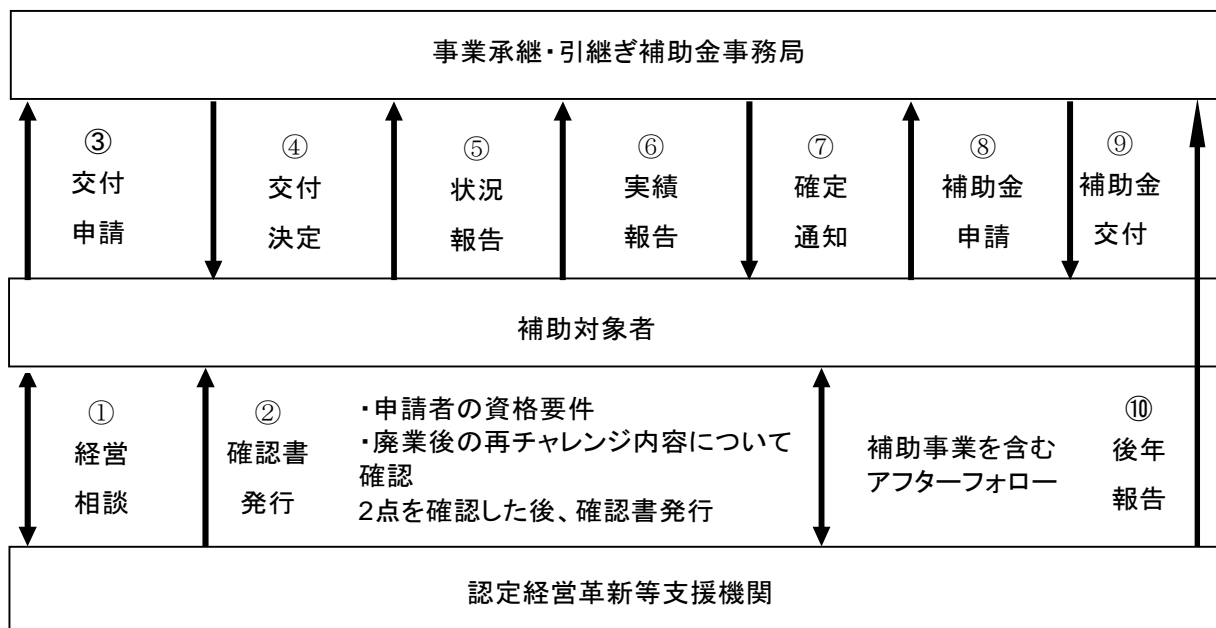 事業承継・引継ぎ補助金事務局
③
交付
申請
④
交付
決定
⑤
状況
報告
⑥
実績
報告
⑦
確定
通知
⑧
補助金
申請
⑨
補助金
交付
補助対象者
①
経営
相談
②
確認書
発行
・申請者の資格要件
・廃業後の再チャレンジ内容について
確認
2点を確認した後、確認書発行
補助事業を含む
アフターフォロー
⑩
後年
報告
認定経営革新等支援機関